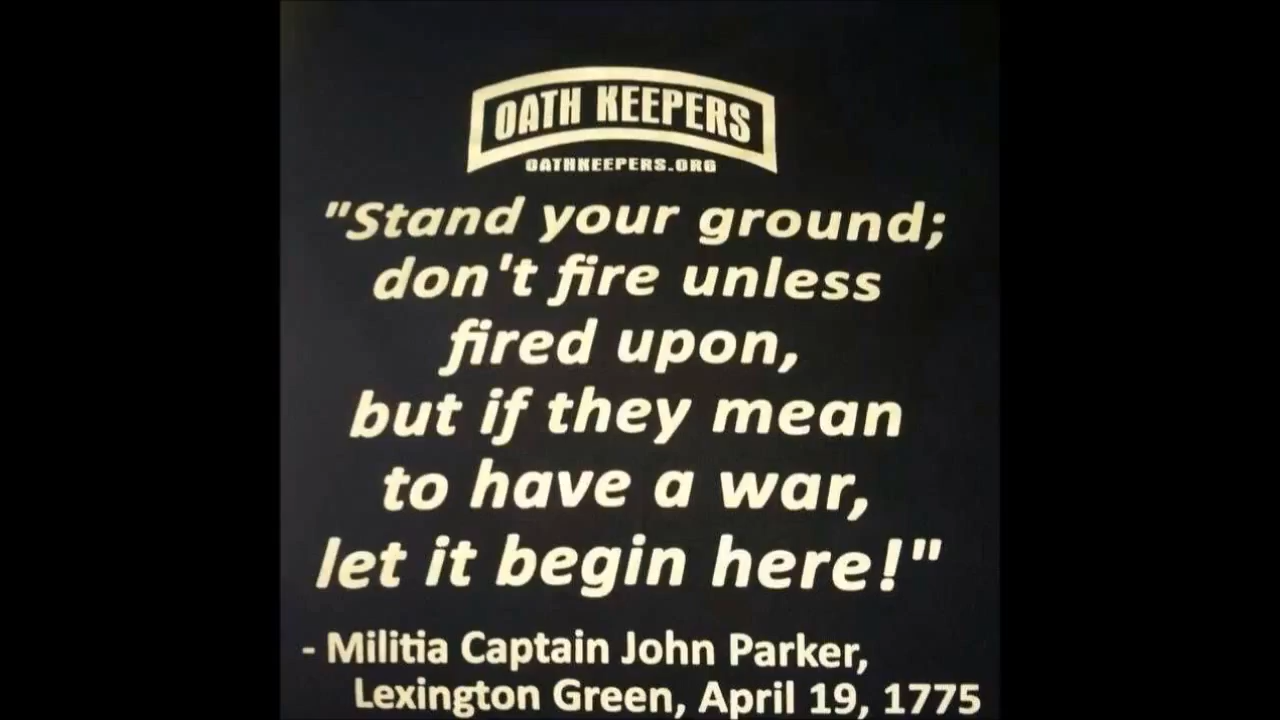 OATH KEEPERS
OATHKEEPERS.ORG
"Stand your ground;
don't fire unless
fired upon,
but if they mean
to have a war,
let it begin here!"
- Militia Captain John Parker,
Lexington Green, April 19, 1775